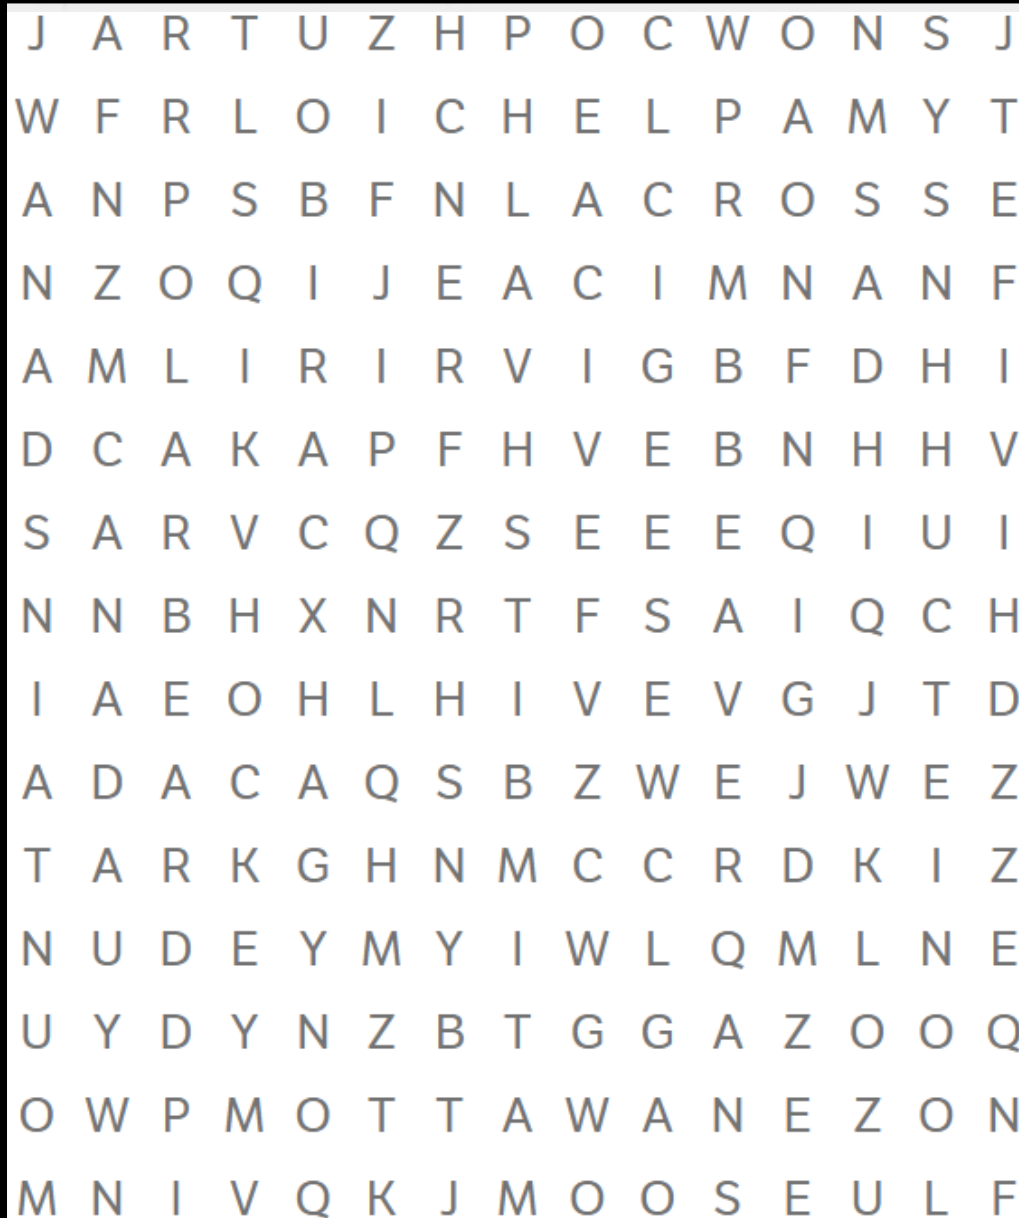 J A R T U Z H P O C W O N S J
W F R L O I C H E L P A M Y T
A N P S B F N L A C R O S S E
N Z O Q I J E A C I M N A N F
A M L I R I R V I G B F D H I
D C A K A P F H V E B N H H V
S A R V C Q Z S E E E Q I U I
N N B H X N R T F S A I Q C H
I A E O H L H I V E V G J T D
A D A C A Q S B Z W E J W E Z
T A R K G H N M C C R D K I Z
N U D E Y M Y I W L Q M L N E
U Y D Y N Z B T G G A Z O O Q
O W P M O T T A W A N E Z O N
M N I V Q K J M O O S E U L F